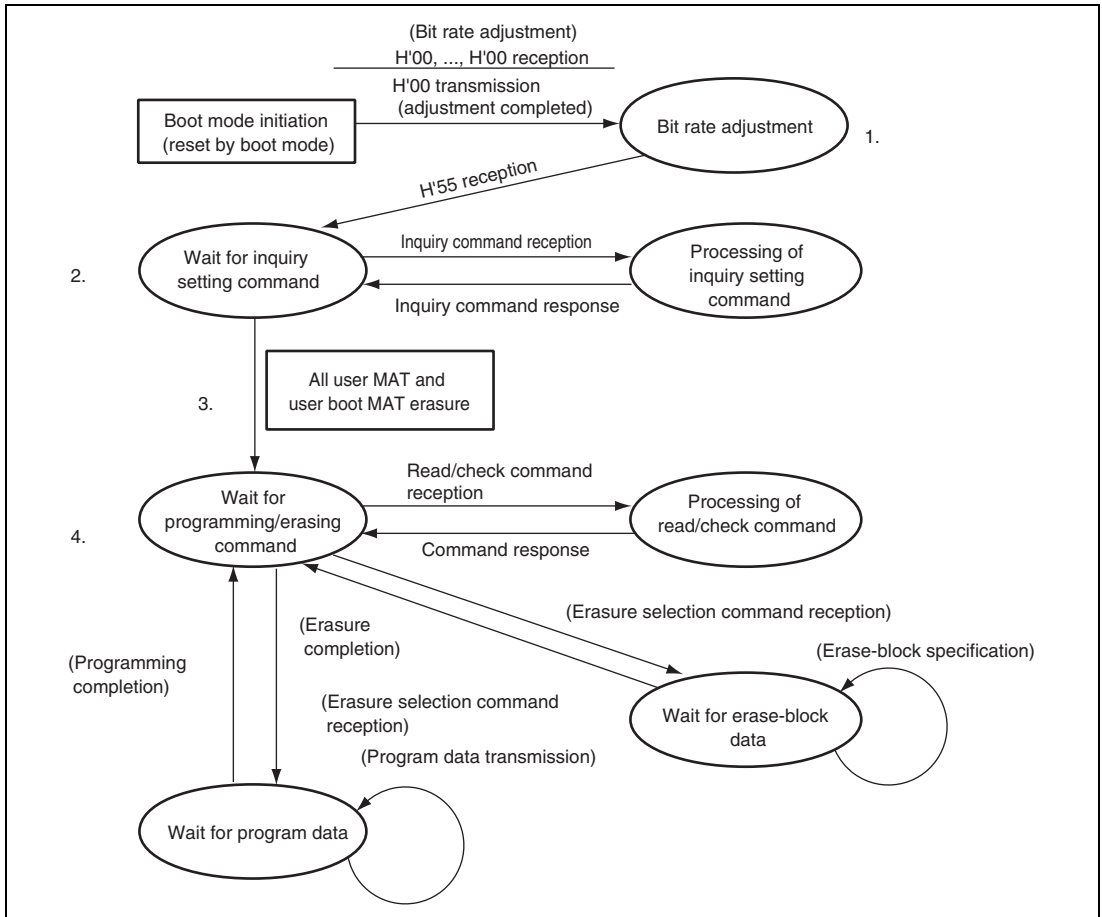 (Bit rate adjustment)
H'00, ..., H'00 reception
H'00 transmission
(adjustment completed)
Boot mode initiation
(reset by boot mode)
Bit rate adjustment
1.
H'55 reception
2.
Wait for inquiry
setting command
Inquiry command reception
Inquiry command response
Processing of
inquiry setting
command
3.
All user MAT and
user boot MAT erasure
4.
Wait for
programming/erasing
command
Read/check command
reception
Command response
Processing of
read/check command
(Erasure selection command reception)
(Erasure
completion)
(Programming
completion)
(Erase-block specification)
Wait for erase-block
data
(Erasure selection command
reception)
(Program data transmission)
Wait for program data